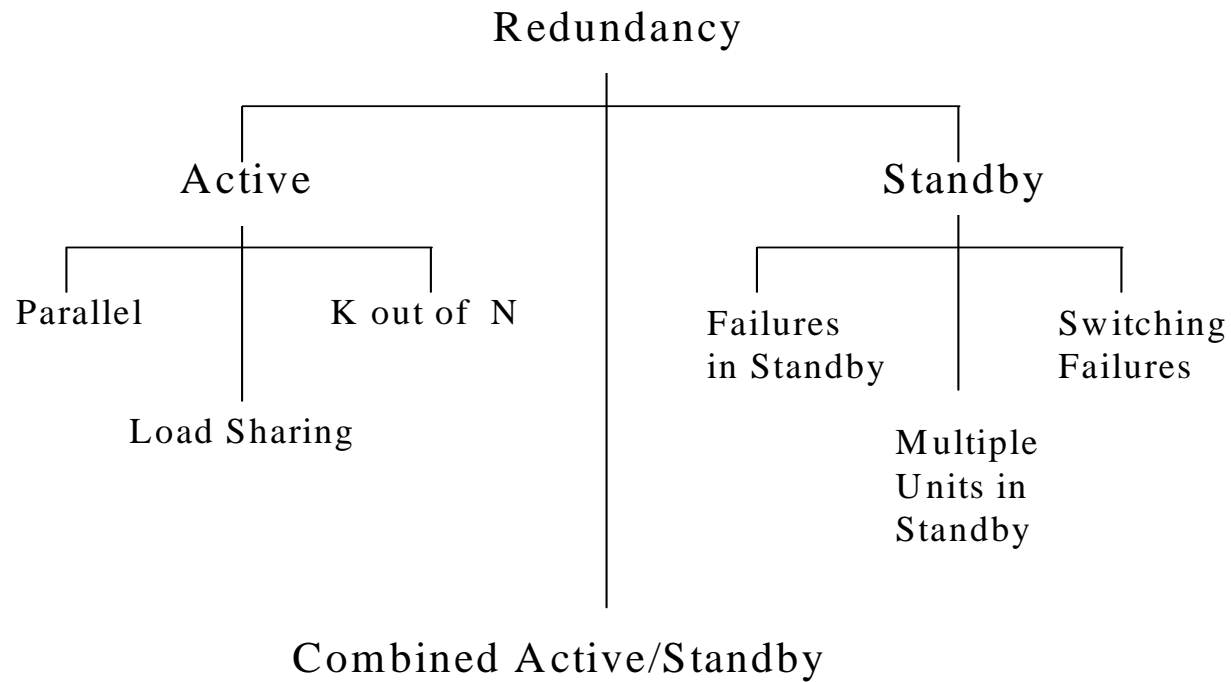 Redundancy
Active
Standby
Parallel
K out of N
Load Sharing
Failures
in Standby
Switching
Failures
Multiple
Units in
Standby
Combined Active/Standby